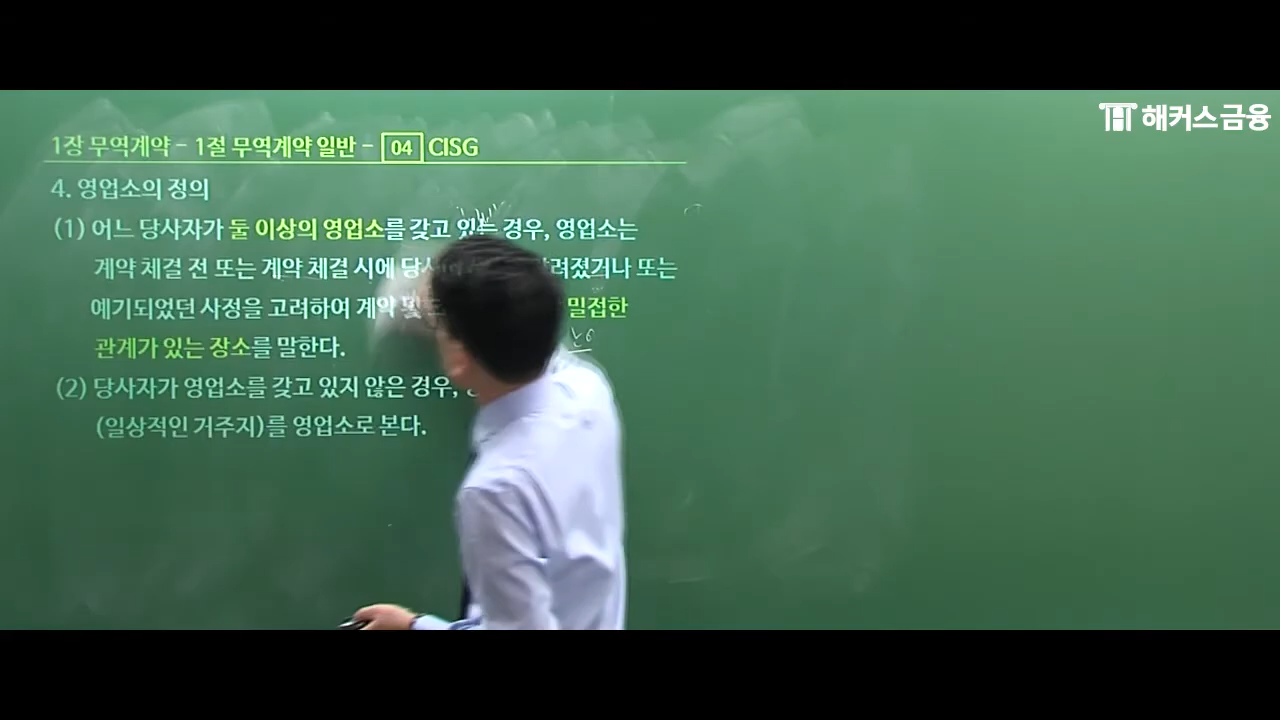 해커스금융
1장 무역계약 - 1절 무역계약 일반 - 04 CISG
4. 영업소의 정의
(1) 어느 당사자가 둘 이상의 영업소를 갖고 있는 경우, 영업소는
계약 체결 전 또는 계약 체결 시에 려졌거나 또는
예기되었던 사정을 고려하여 계약 및 밀접한
관계가 있는 장소를 말한다.
(2) 당사자가 영업소를 갖고 있지 않은 경우,
(일상적인 거주지)를 영업소로 본다.